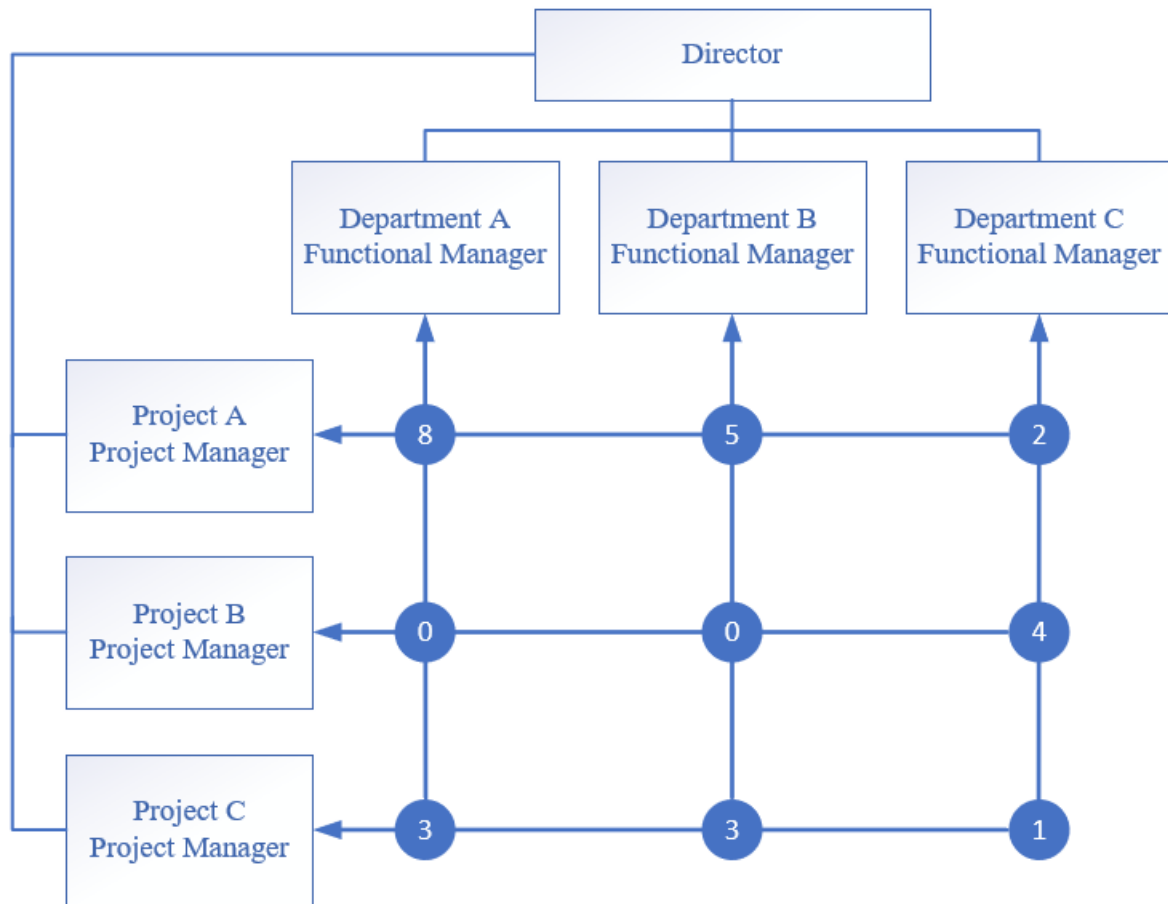 Director
Department A
Functional Manager
Department B
Functional Manager
Department C
Functional Manager
Project A
Project Manager
8
5
2
Project B
Project Manager
0
0
4
Project C
Project Manager
3
3
1